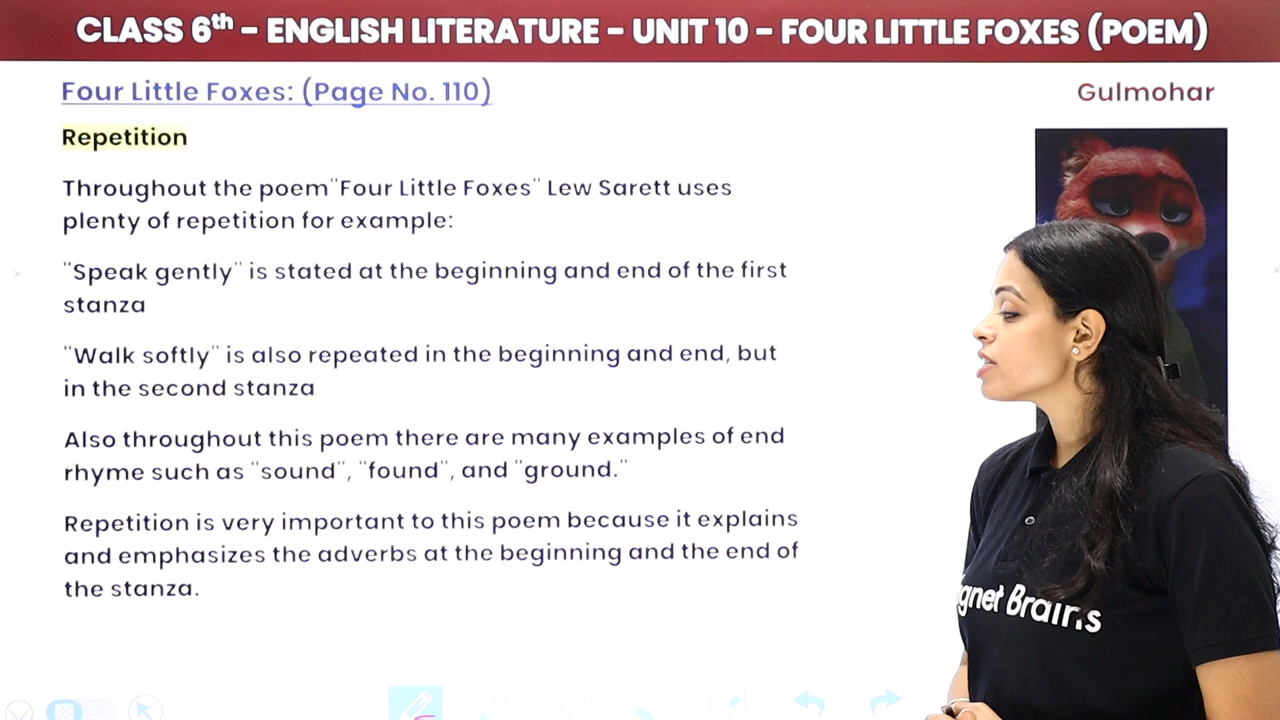 CLASS 6th – ENGLISH LITERATURE – UNIT 10 – FOUR LITTLE FOXES (POEM)
Four Little Foxes: (Page No. 110)
Gulmohar
Repetition
Throughout the poem"Four Little Foxes" Lew Sarett uses
plenty of repetition for example:
"Speak gently" is stated at the beginning and end of the first
stanza
"Walk softly" is also repeated in the beginning and end, but
in the second stanza
Also throughout this poem there are many examples of end
rhyme such as "sound", "found", and "ground."
Repetition is very important to this poem because it explains
and emphasizes the adverbs at the beginning and the end of
the stanza.
gnet Brains